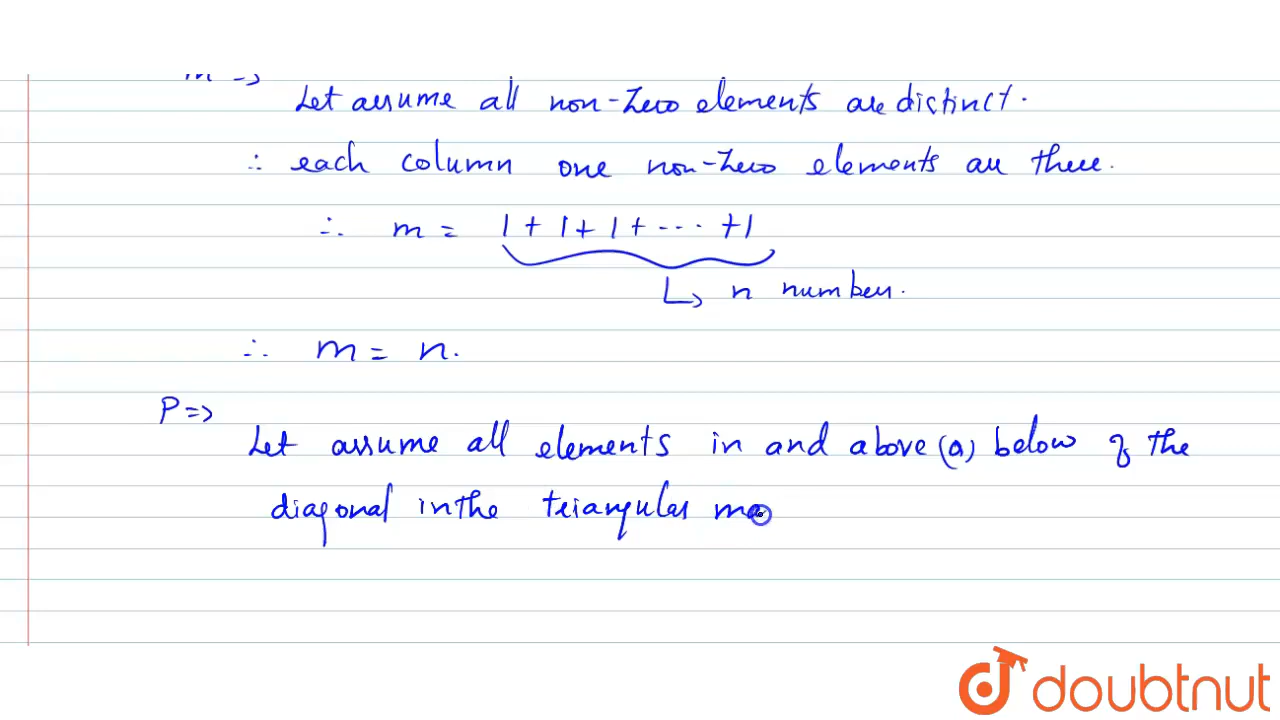 m ⇒
Let assume all non-Zero elements are distinct.
∴ each column one non-Zero elements are there.
∴ m = 1 + 1 + 1 + ... + 1
↳ n number.
∴ m = n.
P ⇒
Let assume all elements in and above (a) below of the
diagonal in the triangular ma
doubtnut